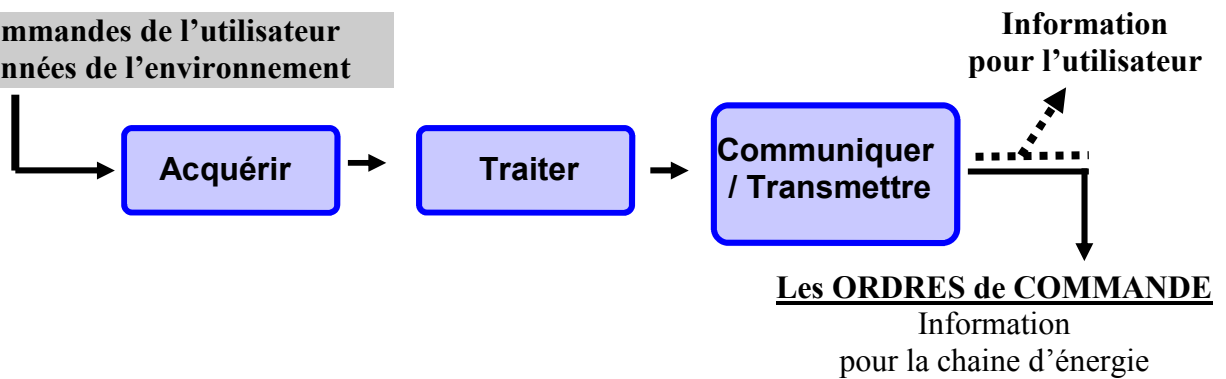 mmandes de l’utilisateur
nnées de l’environnement
Information
pour l’utilisateur
Acquérir
Traiter
Communiquer
/ Transmettre
Les ORDRES de COMMANDE
Information
pour la chaine d’énergie